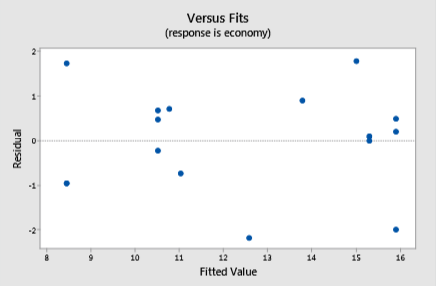 Versus Fits
(response is economy)
2
1
0
-1
-2
Residual
8 9 10 11 12 13 14 15 16
Fitted Value